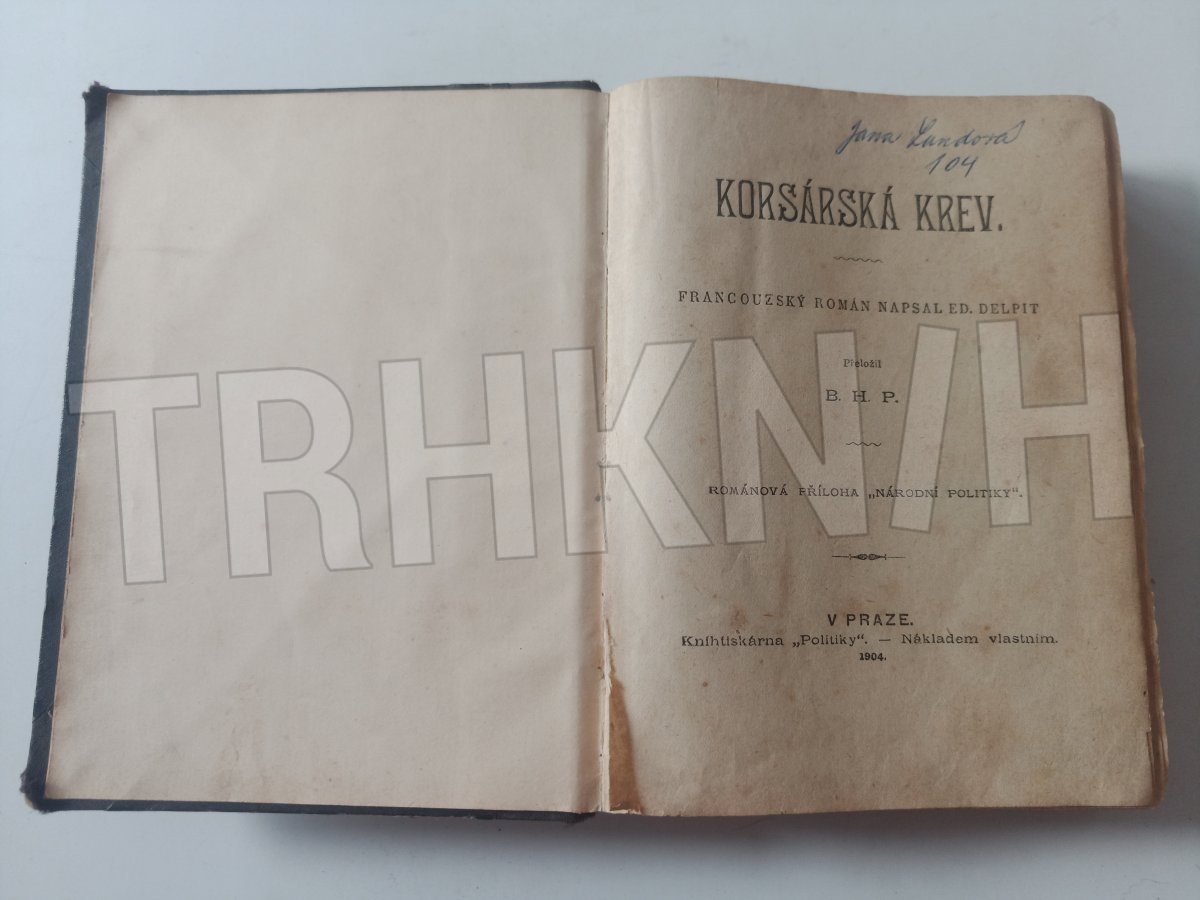 Jana Landová
104
KORSÁRSKÁ KREV.
FRANCOUZSKÝ ROMÁN NAPSAL ED. DELPIT
Přeložil
B. H. P.
ROMÁNOVÁ PŘÍLOHA „NÁRODNÍ POLITIKY“.
V PRAZE.
Knihtiskárna „Politiky“. — Nákladem vlastním.
1904.
TRHKNIH